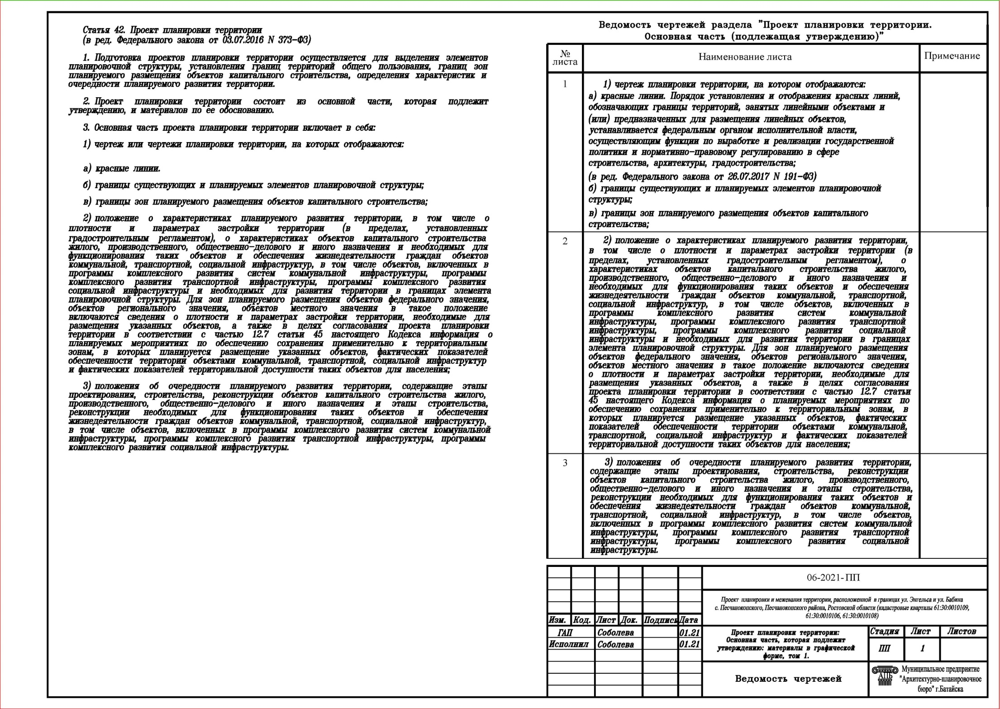 Статья 42. Проект планировки территории
(в ред. Федерального закона от 03.07.2016 N 373-ФЗ)
1. Подготовка проектов планировки территории осуществляется для выделения элементов
планировочной структуры, установления границ территорий общего пользования, границ зон
планируемого размещения объектов капитального строительства, определения характеристик и
очередности планируемого развития территории.
2. Проект планировки территории состоит из основной части, которая подлежит
утверждению, и материалов по ее обоснованию.
3. Основная часть проекта планировки территории включает в себя:
1) чертеж или чертежи планировки территории, на которых отображаются:
а) красные линии.
б) границы существующих и планируемых элементов планировочной структуры;
в) границы зон планируемого размещения объектов капитального строительства;
2) положение о характеристиках планируемого развития территории, в том числе о
плотности и параметрах застройки территории (в пределах, установленных
градостроительным регламентом), о характеристиках объектов капитального строительства
жилого, производственного, общественно-делового и иного назначения и необходимых для
функционирования таких объектов и обеспечения жизнедеятельности граждан объектов
коммунальной, транспортной, социальной инфраструктур, в том числе объектов, включенных в
программы комплексного развития систем коммунальной инфраструктуры, программы
комплексного развития транспортной инфраструктуры, программы комплексного развития
социальной инфраструктуры и необходимых для развития территории в границах элемента
планировочной структуры. Для зон планируемого размещения объектов федерального значения,
объектов регионального значения, объектов местного значения в такое положение
включаются сведения о плотности и параметрах застройки территории, необходимые для
размещения указанных объектов, а также в целях согласования проекта планировки
территории в соответствии с частью 12.7 статьи 45 настоящего Кодекса информация о
планируемых мероприятиях по обеспечению сохранения применительно к территориальным
зонам, в которых планируется размещение указанных объектов, фактических показателей
обеспеченности территории объектами коммунальной, транспортной, социальной инфраструктур
и фактических показателей территориальной доступности таких объектов для населения;
3) положения об очередности планируемого развития территории, содержащие этапы
проектирования, строительства, реконструкции объектов капитального строительства жилого,
производственного, общественно-делового и иного назначения и этапы строительства,
реконструкции необходимых для функционирования таких объектов и обеспечения
жизнедеятельности граждан объектов коммунальной, транспортной, социальной инфраструктур,
в том числе объектов, включенных в программы комплексного развития систем коммунальной
инфраструктуры, программы комплексного развития транспортной инфраструктуры, программы
комплексного развития социальной инфраструктуры.
Ведомость чертежей раздела "Проект планировки территории.
Основная часть (подлежащая утверждению)"
№ листа Наименование листа Примечание
1 1) чертеж планировки территории, на котором отображаются:
а) красные линии. Порядок установления и отображения красных линий,
обозначающих границы территорий, занятых линейными объектами и
(или) предназначенных для размещения линейных объектов,
устанавливается федеральным органом исполнительной власти,
осуществляющим функции по выработке и реализации государственной
политики и нормативно-правовому регулированию в сфере
строительства, архитектуры, градостроительства;
(в ред. Федерального закона от 26.07.2017 N 191-ФЗ)
б) границы существующих и планируемых элементов планировочной
структуры;
в) границы зон планируемого размещения объектов капитального
строительства;
2 2) положение о характеристиках планируемого развития территории,
в том числе о плотности и параметрах застройки территории (в
пределах, установленных градостроительным регламентом), о
характеристиках объектов капитального строительства жилого,
производственного, общественно-делового и иного назначения и
необходимых для функционирования таких объектов и обеспечения
жизнедеятельности граждан объектов коммунальной, транспортной,
социальной инфраструктур, в том числе объектов, включенных в
программы комплексного развития систем коммунальной
инфраструктуры, программы комплексного развития транспортной
инфраструктуры, программы комплексного развития социальной
инфраструктуры и необходимых для развития территории в границах
элемента планировочной структуры. Для зон планируемого размещения
объектов федерального значения, объектов регионального значения,
объектов местного значения в такое положение включаются сведения
о плотности и параметрах застройки территории, необходимые для
размещения указанных объектов, а также в целях согласования
проекта планировки территории в соответствии с частью 12.7 статьи
45 настоящего Кодекса информация о планируемых мероприятиях по
обеспечению сохранения применительно к территориальным зонам, в
которых планируется размещение указанных объектов, фактических
показателей обеспеченности территории объектами коммунальной,
транспортной, социальной инфраструктур и фактических показателей
территориальной доступности таких объектов для населения;
3 3) положения об очередности планируемого развития территории,
содержащие этапы проектирования, строительства, реконструкции
объектов капитального строительства жилого, производственного,
общественно-делового и иного назначения и этапы строительства,
реконструкции необходимых для функционирования таких объектов и
обеспечения жизнедеятельности граждан объектов коммунальной,
транспортной, социальной инфраструктур, в том числе объектов,
включенных в программы комплексного развития систем коммунальной
инфраструктуры, программы комплексного развития транспортной
инфраструктуры, программы комплексного развития социальной
инфраструктуры.
06-2021-ПП
Проект планировки и межевания территории, расположенной в границах ул. Энгельса и ул. Бабина
с. Песчанокопского, Песчанокопского района, Ростовской области (кадастровые кварталы 61:30:0010109,
61:30:0010106, 61:30:0010108)
Изм. Код. Лист Док. Подпись Дата
ГАП Соболева 01.21
Исполнил Соболева 01.21
Проект планировки территории:
Основная часть, которая подлежит
утверждению: материалы в графической
форме, том 1.
Стадия Лист Листов
ПП 1
Ведомость чертежей
АПБ
Муниципальное предприятие
"Архитектурно-планировочное
бюро" г.Батайска